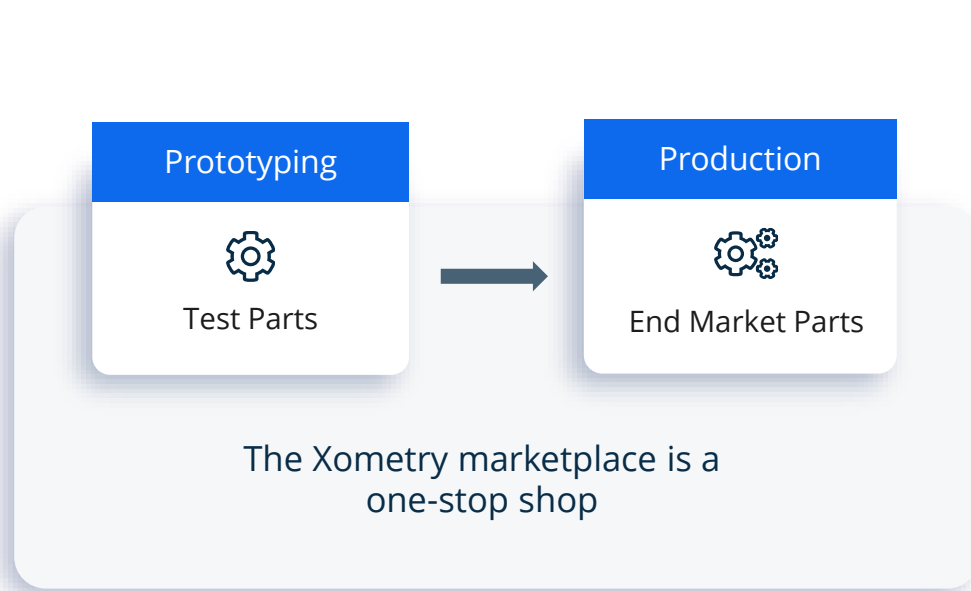 Prototyping
Test Parts
Production
End Market Parts
The Xometry marketplace is a
one-stop shop